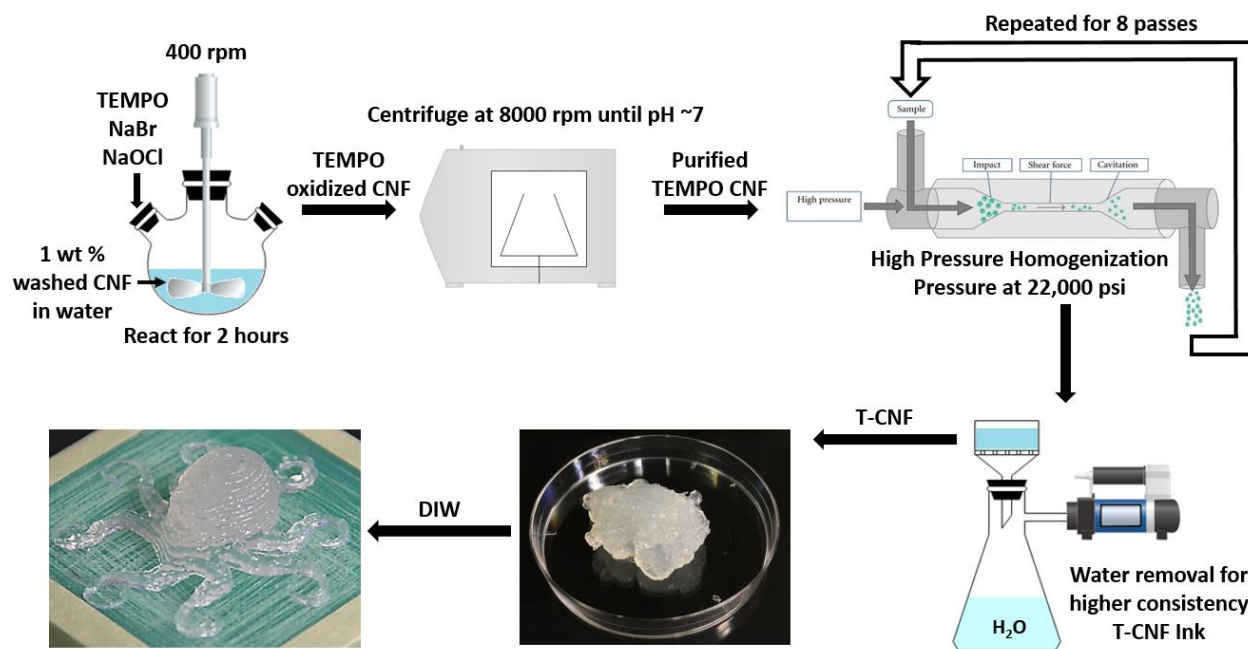 400 rpm
TEMPO
NaBr
NaOCl
1 wt %
washed CNF
in water
React for 2 hours
TEMPO
oxidized CNF
Centrifuge at 8000 rpm until pH ~7
Purified
TEMPO CNF
Repeated for 8 passes
Sample
High pressure
Impact
Shear force
Cavitation
High Pressure Homogenization
Pressure at 22,000 psi
T-CNF
DIW
H₂O
Water removal for
higher consistency
T-CNF Ink